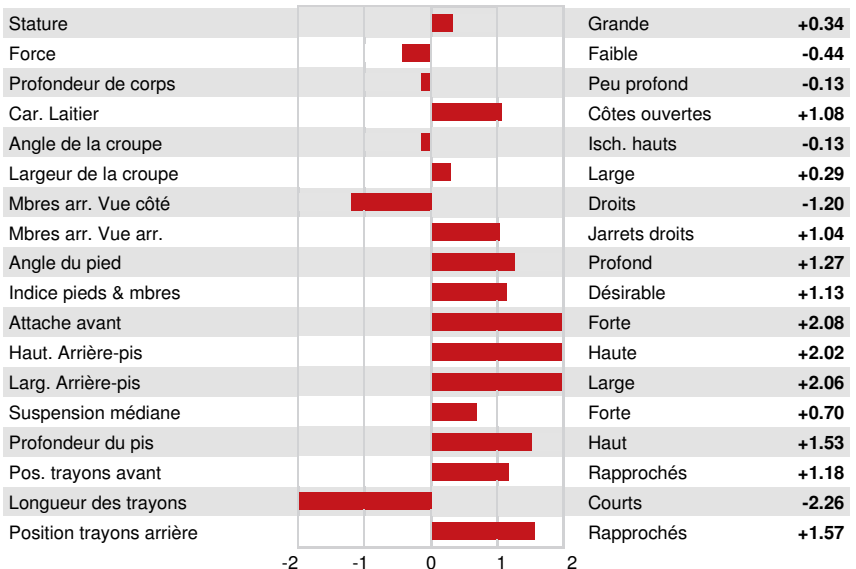 Stature Grande +0.34
Force Faible -0.44
Profondeur de corps Peu profond -0.13
Car. Laitier Côtes ouvertes +1.08
Angle de la croupe Isch. hauts -0.13
Largeur de la croupe Large +0.29
Mbres arr. Vue côté Droits -1.20
Mbres arr. Vue arr. Jarrets droits +1.04
Angle du pied Profond +1.27
Indice pieds & mbres Désirable +1.13
Attache avant Forte +2.08
Haut. Arrière-pis Haute +2.02
Larg. Arrière-pis Large +2.06
Suspension médiane Forte +0.70
Profondeur du pis Haut +1.53
Pos. trayons avant Rapprochés +1.18
Longueur des trayons Courts -2.26
Position trayons arrière Rapprochés +1.57
-2 -1 0 1 2